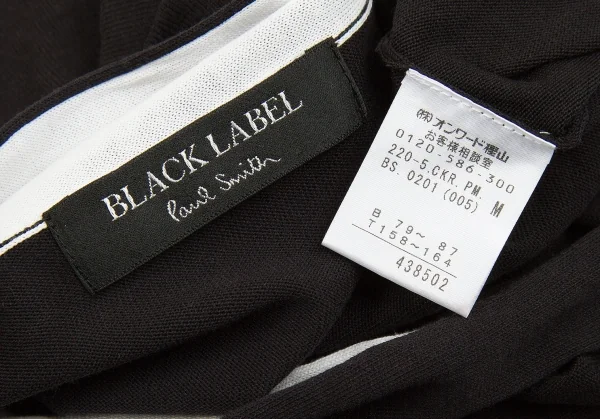 BLACK LABEL
Paul Smith
(株)オンワード樫山
お客様相談室
0120-586-300
220-5.CKR.PM.
BS.0201(005) M
B 79~ 87
T158~164
438502